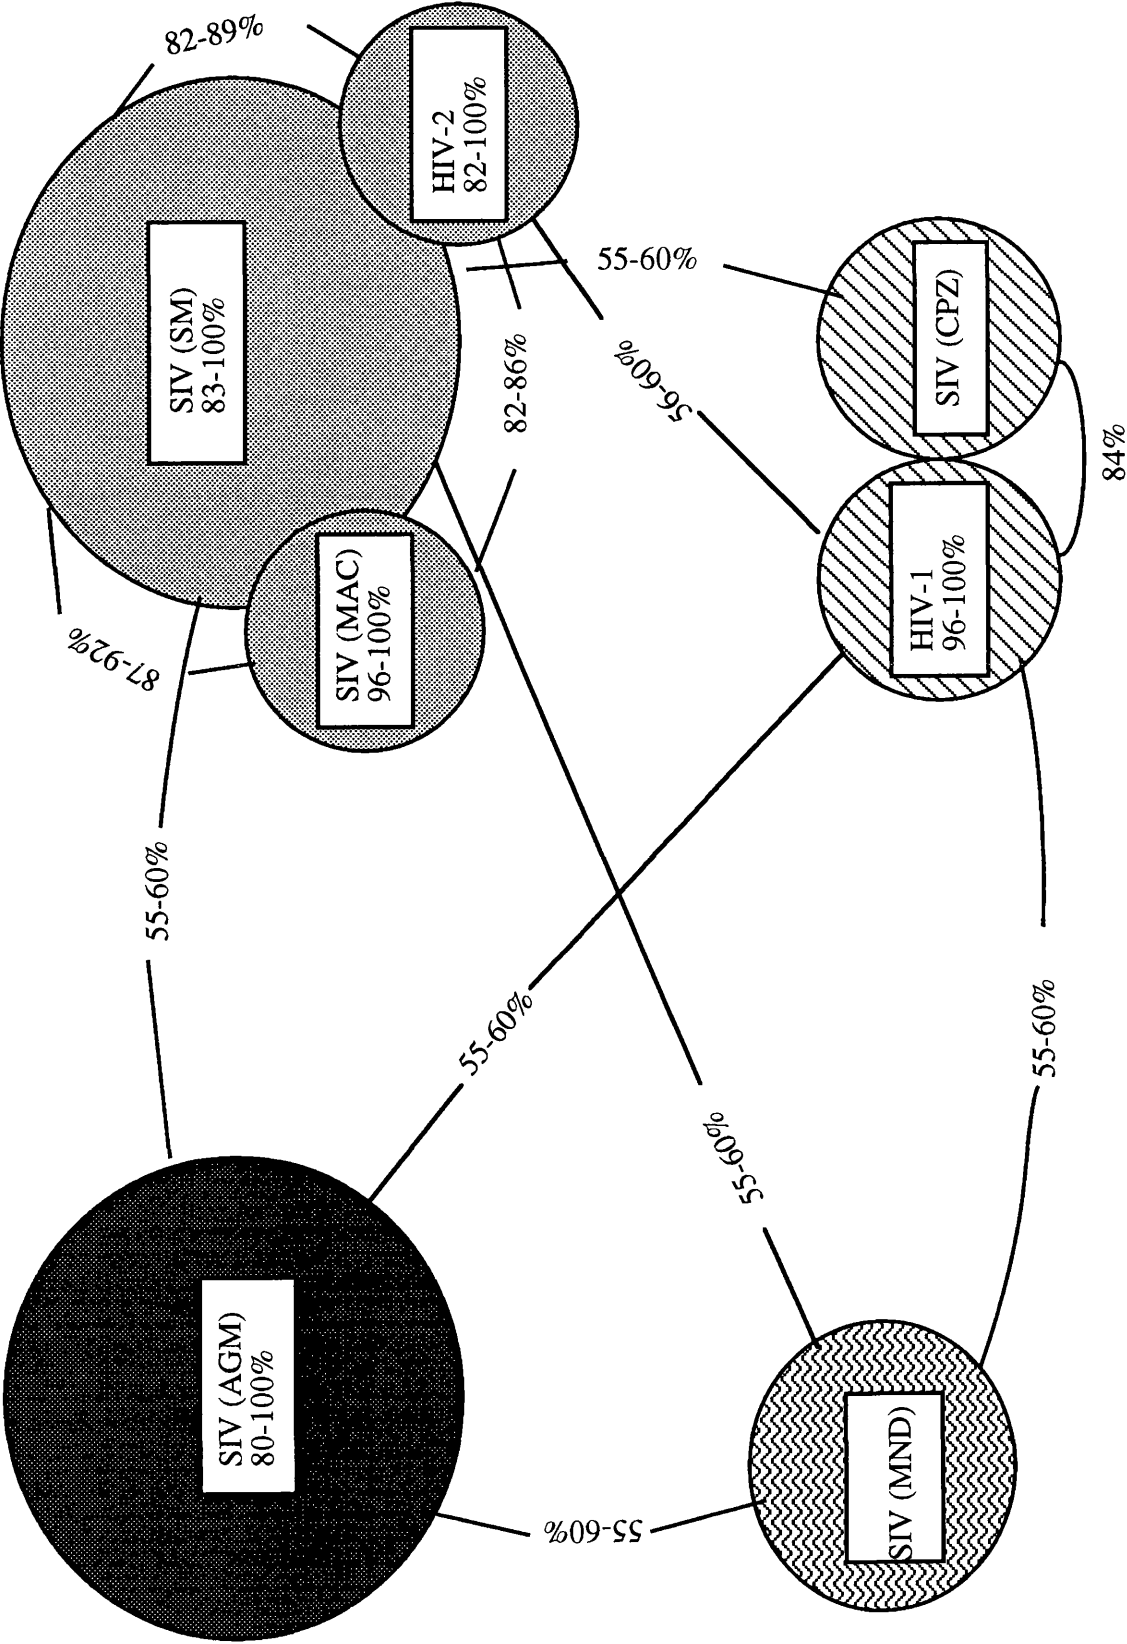 SIV (AGM)
80-100%
55-60%
SIV (SM)
83-100%
82-89%
87-92%
SIV (MAC)
96-100%
82-86%
HIV-2
82-100%
55-60%
56-60%
55-60%
55-60%
55-60%
SIV (MND)
55-60%
HIV-1
96-100%
SIV (CPZ)
84%